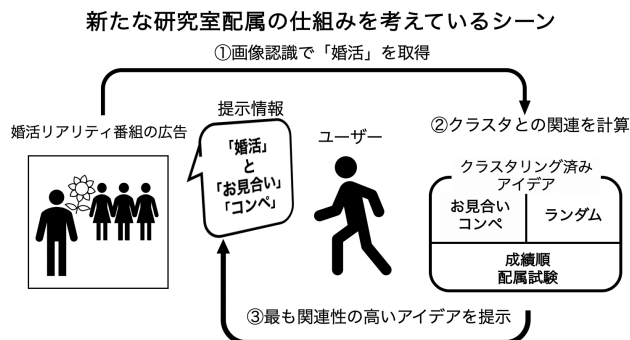 新たな研究室配属の仕組みを考えているシーン
①画像認識で「婚活」を取得
婚活リアリティ番組の広告
提示情報
「婚活」
と
「お見合い」
「コンペ」
ユーザー
②クラスタとの関連を計算
クラスタリング済み
アイデア
お見合い
コンペ
ランダム
成績順
配属試験
③最も関連性の高いアイデアを提示